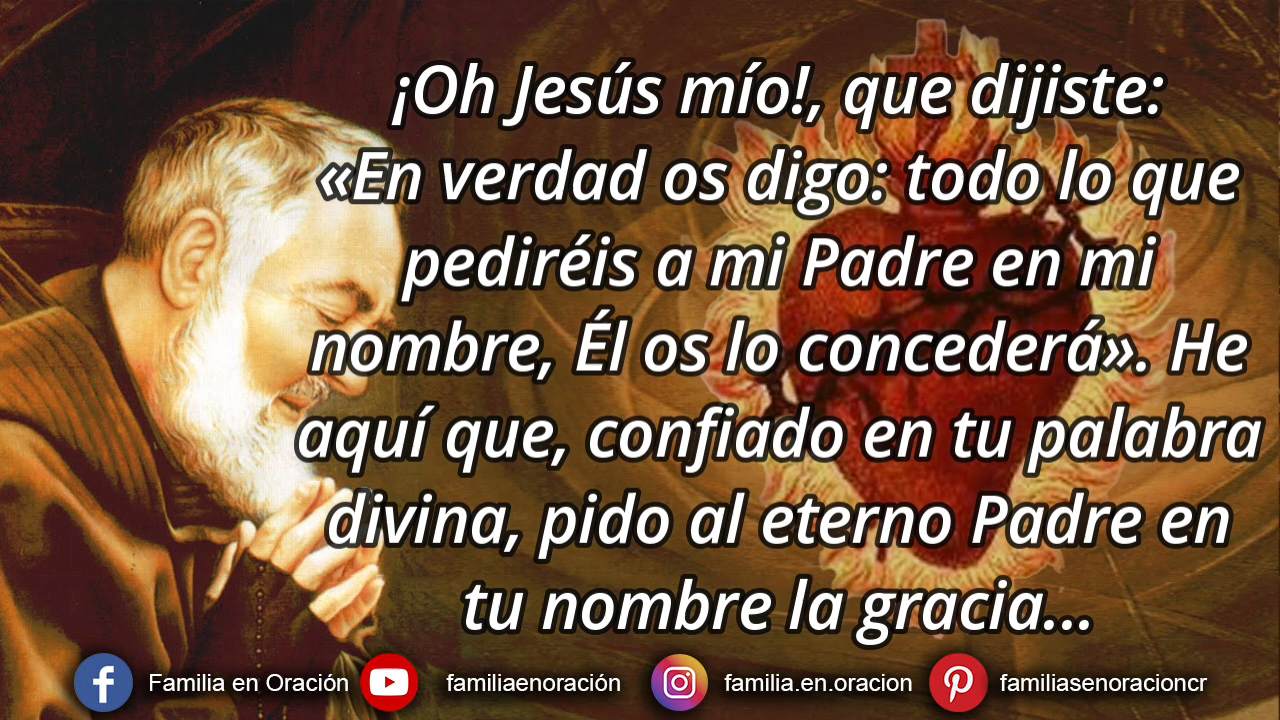 ¡Oh Jesús mío!, que dijiste:
«En verdad os digo: todo lo que
pediréis a mi Padre en mi
nombre, Él os lo concederá». He
aquí que, confiado en tu palabra
divina, pido al eterno Padre en
tu nombre la gracia...
Familia en Oración familiaenoración familia.en.oracion familiasenoracioncr